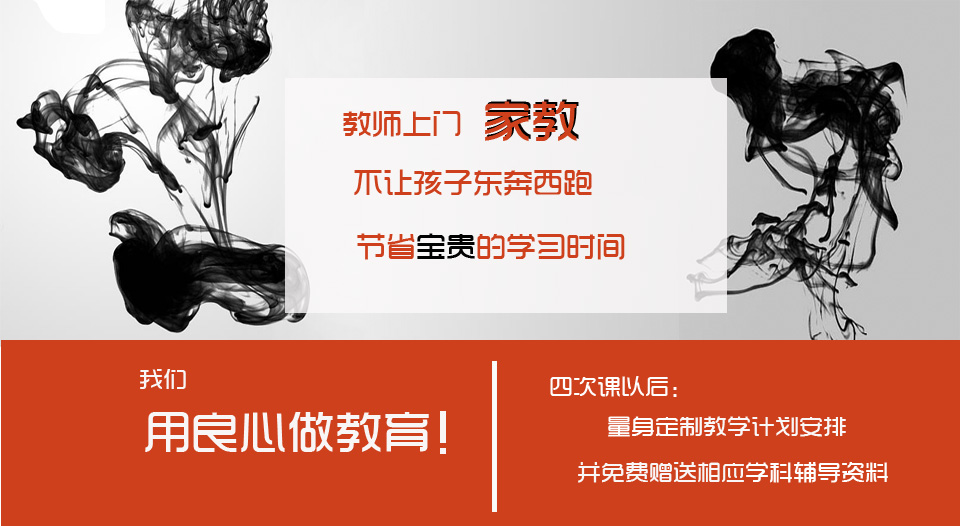 教师上门 家教
不让孩子东奔西跑
节省宝贵的学习时间
我们
用良心做教育!
四次课以后:
量身定制教学计划安排
并免费赠送相应学科辅导资料